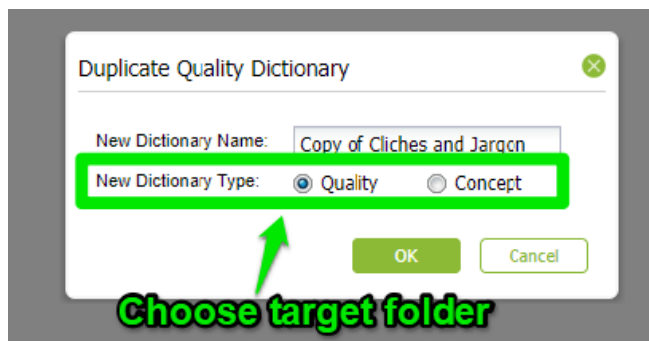 Duplicate Quality Dictionary
New Dictionary Name: Copy of Cliches and Jargon
New Dictionary Type: Quality Concept
OK Cancel
Choose target folder